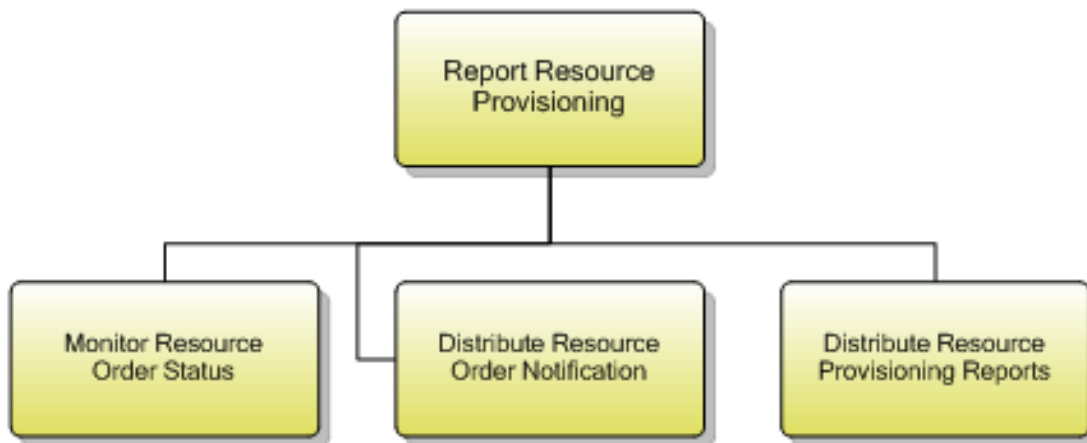 Report Resource
Provisioning
Monitor Resource
Order Status
Distribute Resource
Order Notification
Distribute Resource
Provisioning Reports